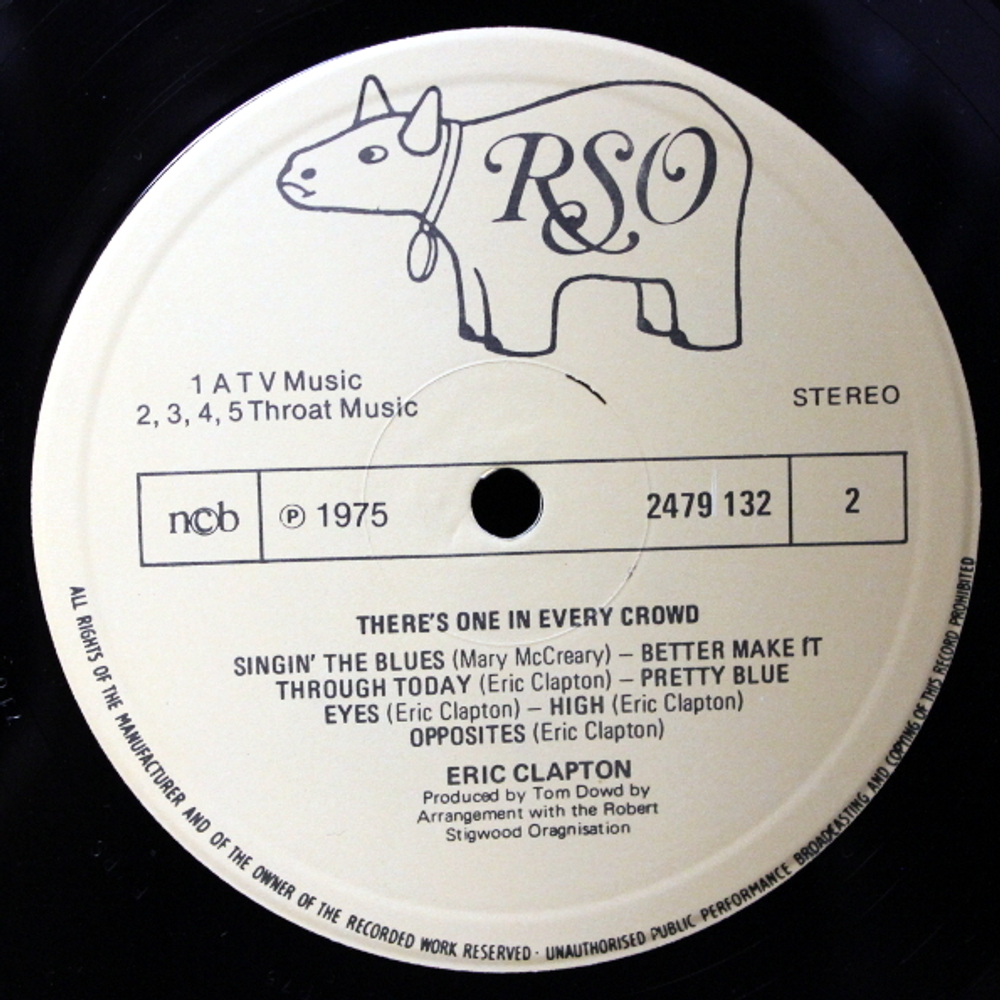 RSO
1 A T V Music
2, 3, 4, 5 Throat Music
STEREO
ncb
℗ 1975
2479 132
2
THERE'S ONE IN EVERY CROWD
SINGIN' THE BLUES (Mary McCreary) – BETTER MAKE IT
THROUGH TODAY (Eric Clapton) – PRETTY BLUE
EYES (Eric Clapton) – HIGH (Eric Clapton)
OPPOSITES (Eric Clapton)
ERIC CLAPTON
Produced by Tom Dowd by
Arrangement with the Robert
Stigwood Oragnisation
ALL RIGHTS OF THE MANUFACTURER AND OF THE OWNER OF THE RECORDED WORK RESERVED · UNAUTHORISED PUBLIC PERFORMANCE BROADCASTING AND COPYING OF THIS RECORD PROHIBITED